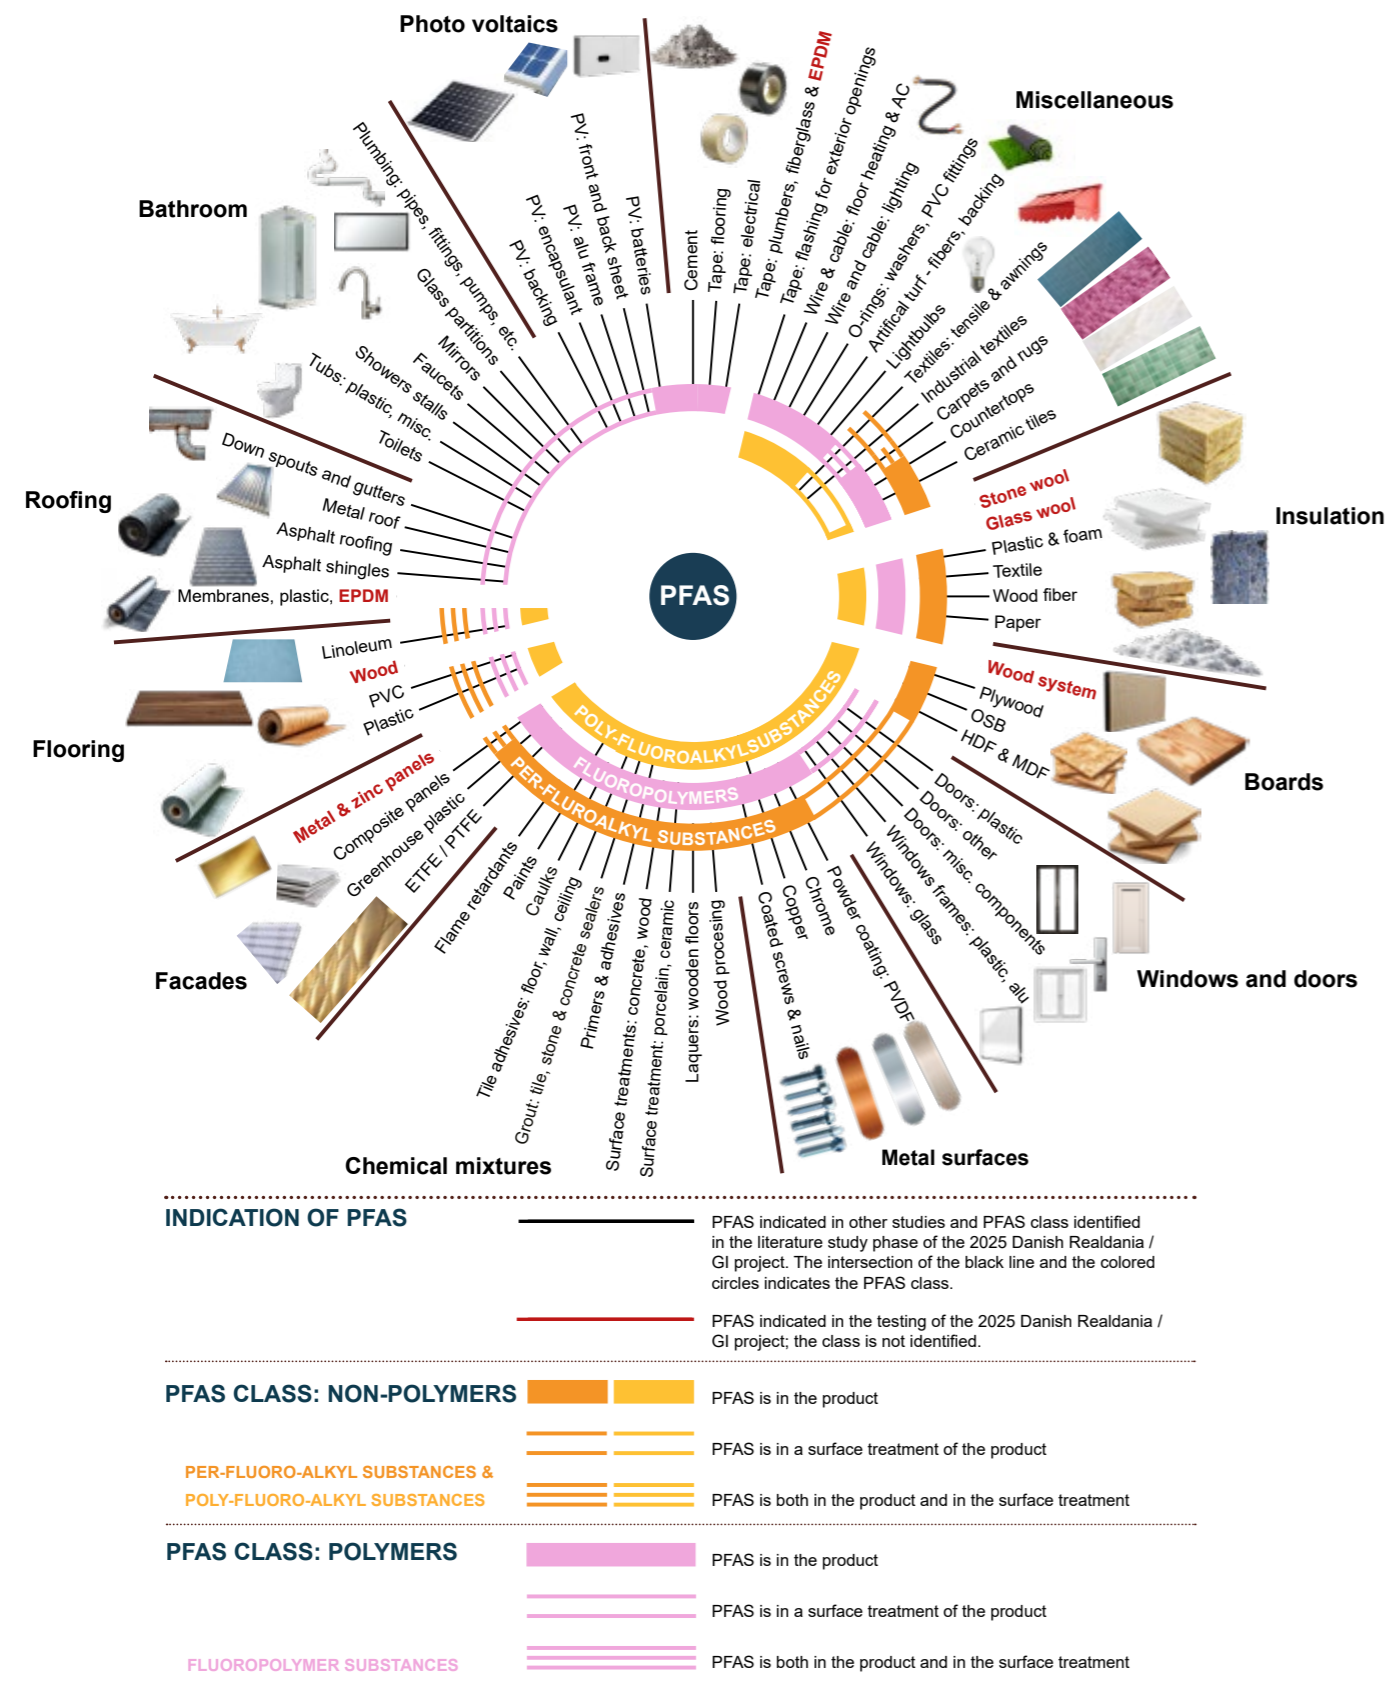 Photo voltaics
PV: backing
PV: encapsulant
PV: alu frame
PV: front and back sheet
PV: batteries
Miscellaneous
Cement
Tape: flooring
Tape: electrical
Tape: plumbers, fiberglass & EPDM
Tape: flashing for exterior openings
Wire & cable: floor heating & AC
Wire and cable: lighting
O-rings: washers, PVC fittings
Artifical turf - fibers, backing
Lightbulbs
Textiles: tensile & awnings
Industrial textiles
Carpets and rugs
Countertops
Ceramic tiles
Insulation
Stone wool
Glass wool
Plastic & foam
Textile
Wood fiber
Paper
Boards
Wood system
Plywood
OSB
HDF & MDF
Windows and doors
Doors: plastic
Doors: other
Doors: misc. components
Windows frames: plastic, alu
Windows: glass
Metal surfaces
Powder coating: PVDF
Chrome
Copper
Coated screws & nails
Chemical mixtures
Wood procesing
Laquers: wooden floors
Surface treatment: porcelain, ceramic
Surface treatments: concrete, wood
Primers & adhesives
Grout: tile, stone & concrete sealers
Tile adhesives: floor, wall, ceiling
Caulks
Paints
Flame retardants
Facades
ETFE / PTFE
Greenhouse plastic
Composite panels
Metal & zinc panels
Flooring
Plastic
PVC
Wood
Linoleum
Roofing
Membranes, plastic, EPDM
Asphalt shingles
Asphalt roofing
Metal roof
Down spouts and gutters
Bathroom
Toilets
Tubs: plastic, misc.
Showers stalls
Faucets
Mirrors
Glass partitions
Plumbing: pipes, fittings, pumps, etc.
PFAS
POLY-FLUOROALKYLSUBSTANCES
FLUOROPOLYMERS
PER-FLUROALKYL SUBSTANCES
INDICATION OF PFAS
PFAS indicated in other studies and PFAS class identified
in the literature study phase of the 2025 Danish Realdania /
GI project. The intersection of the black line and the colored
circles indicates the PFAS class.
PFAS indicated in the testing of the 2025 Danish Realdania /
GI project; the class is not identified.
PFAS CLASS: NON-POLYMERS
PFAS is in the product
PFAS is in a surface treatment of the product
PER-FLUORO-ALKYL SUBSTANCES &
POLY-FLUORO-ALKYL SUBSTANCES
PFAS is both in the product and in the surface treatment
PFAS CLASS: POLYMERS
PFAS is in the product
PFAS is in a surface treatment of the product
FLUOROPOLYMER SUBSTANCES
PFAS is both in the product and in the surface treatment